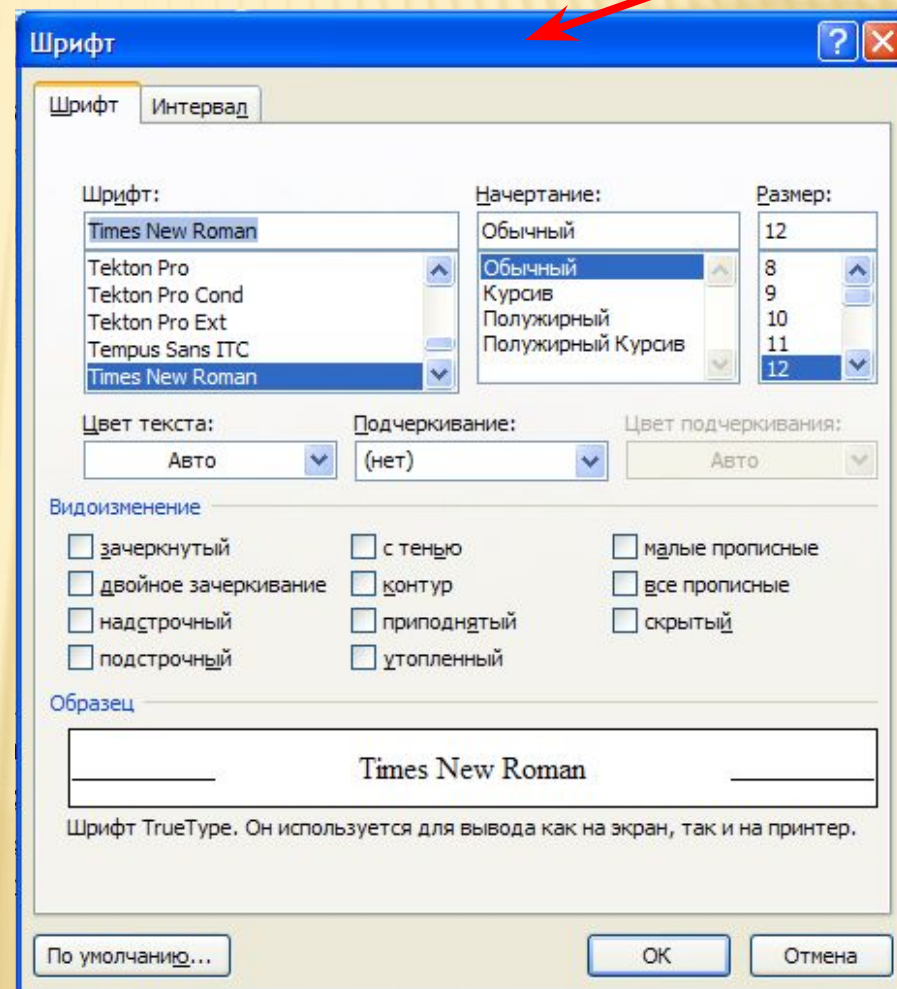 Шрифт
Шрифт Интервал
Шрифт: Начертание: Размер:
Times New Roman Обычный 12
Tekton Pro Обычный 8
Tekton Pro Cond Курсив 9
Tekton Pro Ext Полужирный 10
Tempus Sans ITC Полужирный Курсив 11
Times New Roman 12
Цвет текста: Подчеркивание: Цвет подчеркивания:
Авто (нет) Авто
Видоизменение
зачеркнутый с тенью малые прописные
двойное зачеркивание контур все прописные
надстрочный приподнятый скрытый
подстрочный утопленный
Образец
Times New Roman
Шрифт TrueType. Он используется для вывода как на экран, так и на принтер.
По умолчанию... ОК Отмена